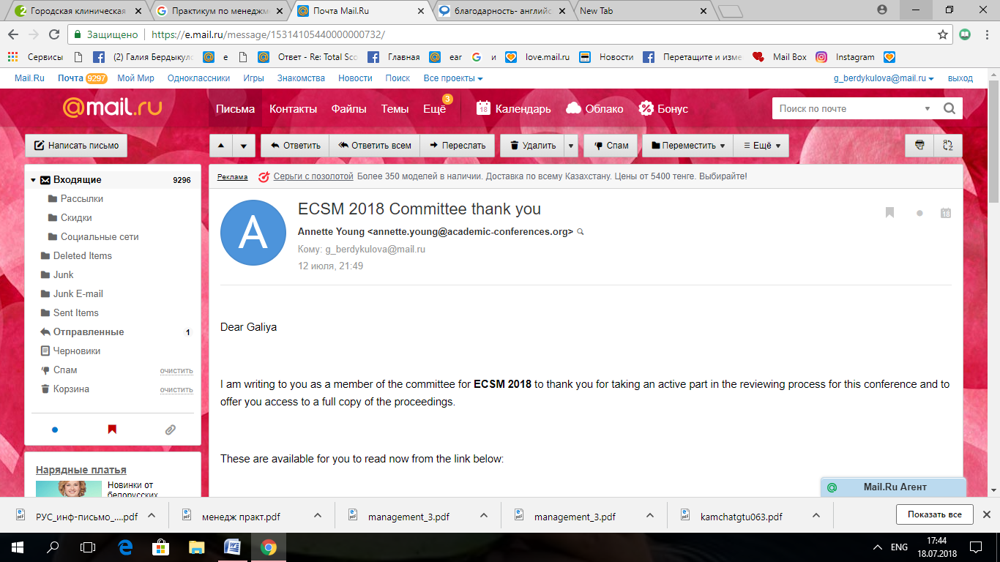 Городская клиническая
Практикум по менеджме
Почта Mail.Ru
благодарность- английс
New Tab
Защищено
https://e.mail.ru/message/15314105440000000732/
Сервисы
(2) Галия Бердыкул
е
Ответ - Re: Total Sco
Главная
ear
и
love.mail.ru
Новости
Перетащите и изме
Mail Box
Instagram
Mail.Ru Почта 9297 Мой Мир Одноклассники Игры Знакомства Новости Поиск Все проекты
g_berdykulova@mail.ru выход
@mail.ru
Письма Контакты Файлы Темы Ещё 3
18 Календарь Облако Бонус
Поиск по почте
Написать письмо
Ответить Ответить всем Переслать Удалить Спам Переместить Ещё
Входящие 9296
Рассылки
Скидки
Социальные сети
Deleted Items
Junk
Junk E-mail
Sent Items
Отправленные 1
Черновики
Спам очистить
Корзина очистить
Нарядные платья
Новинки от
белорусских
Реклама Серьги с позолотой Более 350 моделей в наличии. Доставка по всему Казахстану. Цены от 5400 тенге. Выбирайте!
A
ECSM 2018 Committee thank you
18
Annette Young <annette.young@academic-conferences.org>
Кому: g_berdykulova@mail.ru
12 июля, 21:49
Dear Galiya
I am writing to you as a member of the committee for ECSM 2018 to thank you for taking an active part in the reviewing process for this conference and to
offer you access to a full copy of the proceedings.
These are available for you to read now from the link below:
@ Mail.Ru Агент
РУС_инф-письмо_....pdf
менедж практ.pdf
management_3.pdf
management_3.pdf
kamchatgtu063.pdf
Показать все
ENG
17:44
18.07.2018